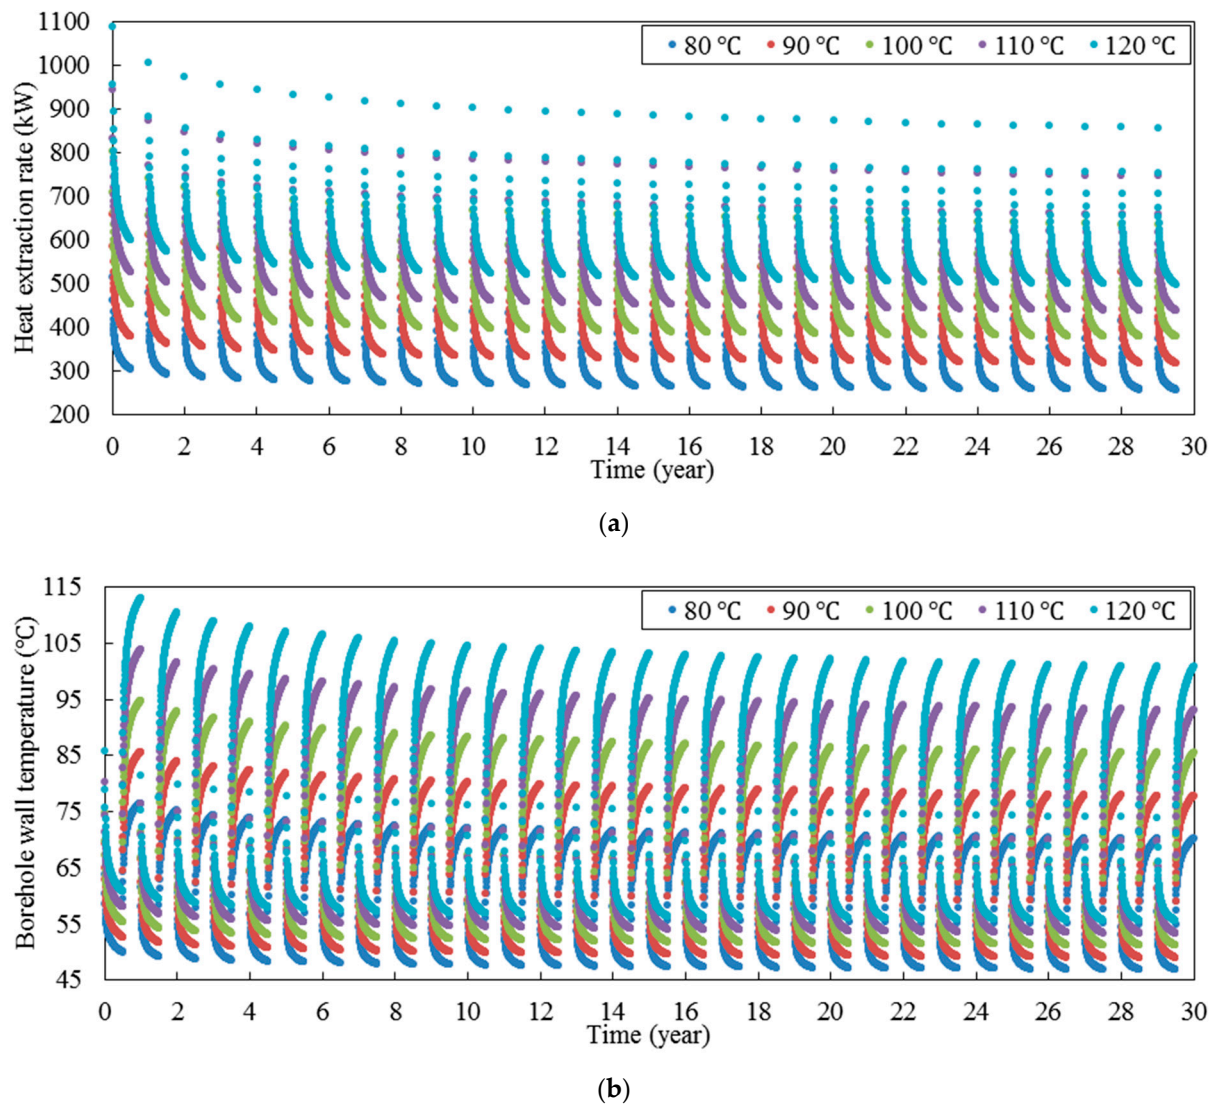 1100
1000
900
800
700
600
500
400
300
200
Heat extraction rate (kW)
80 ℃ 90 ℃ 100 ℃ 110 ℃ 120 ℃
0 2 4 6 8 10 12 14 16 18 20 22 24 26 28 30
Time (year)
(a)
115
105
95
85
75
65
55
45
Borehole wall temperature (℃)
80 ℃ 90 ℃ 100 ℃ 110 ℃ 120 ℃
0 2 4 6 8 10 12 14 16 18 20 22 24 26 28 30
Time (year)
(b)